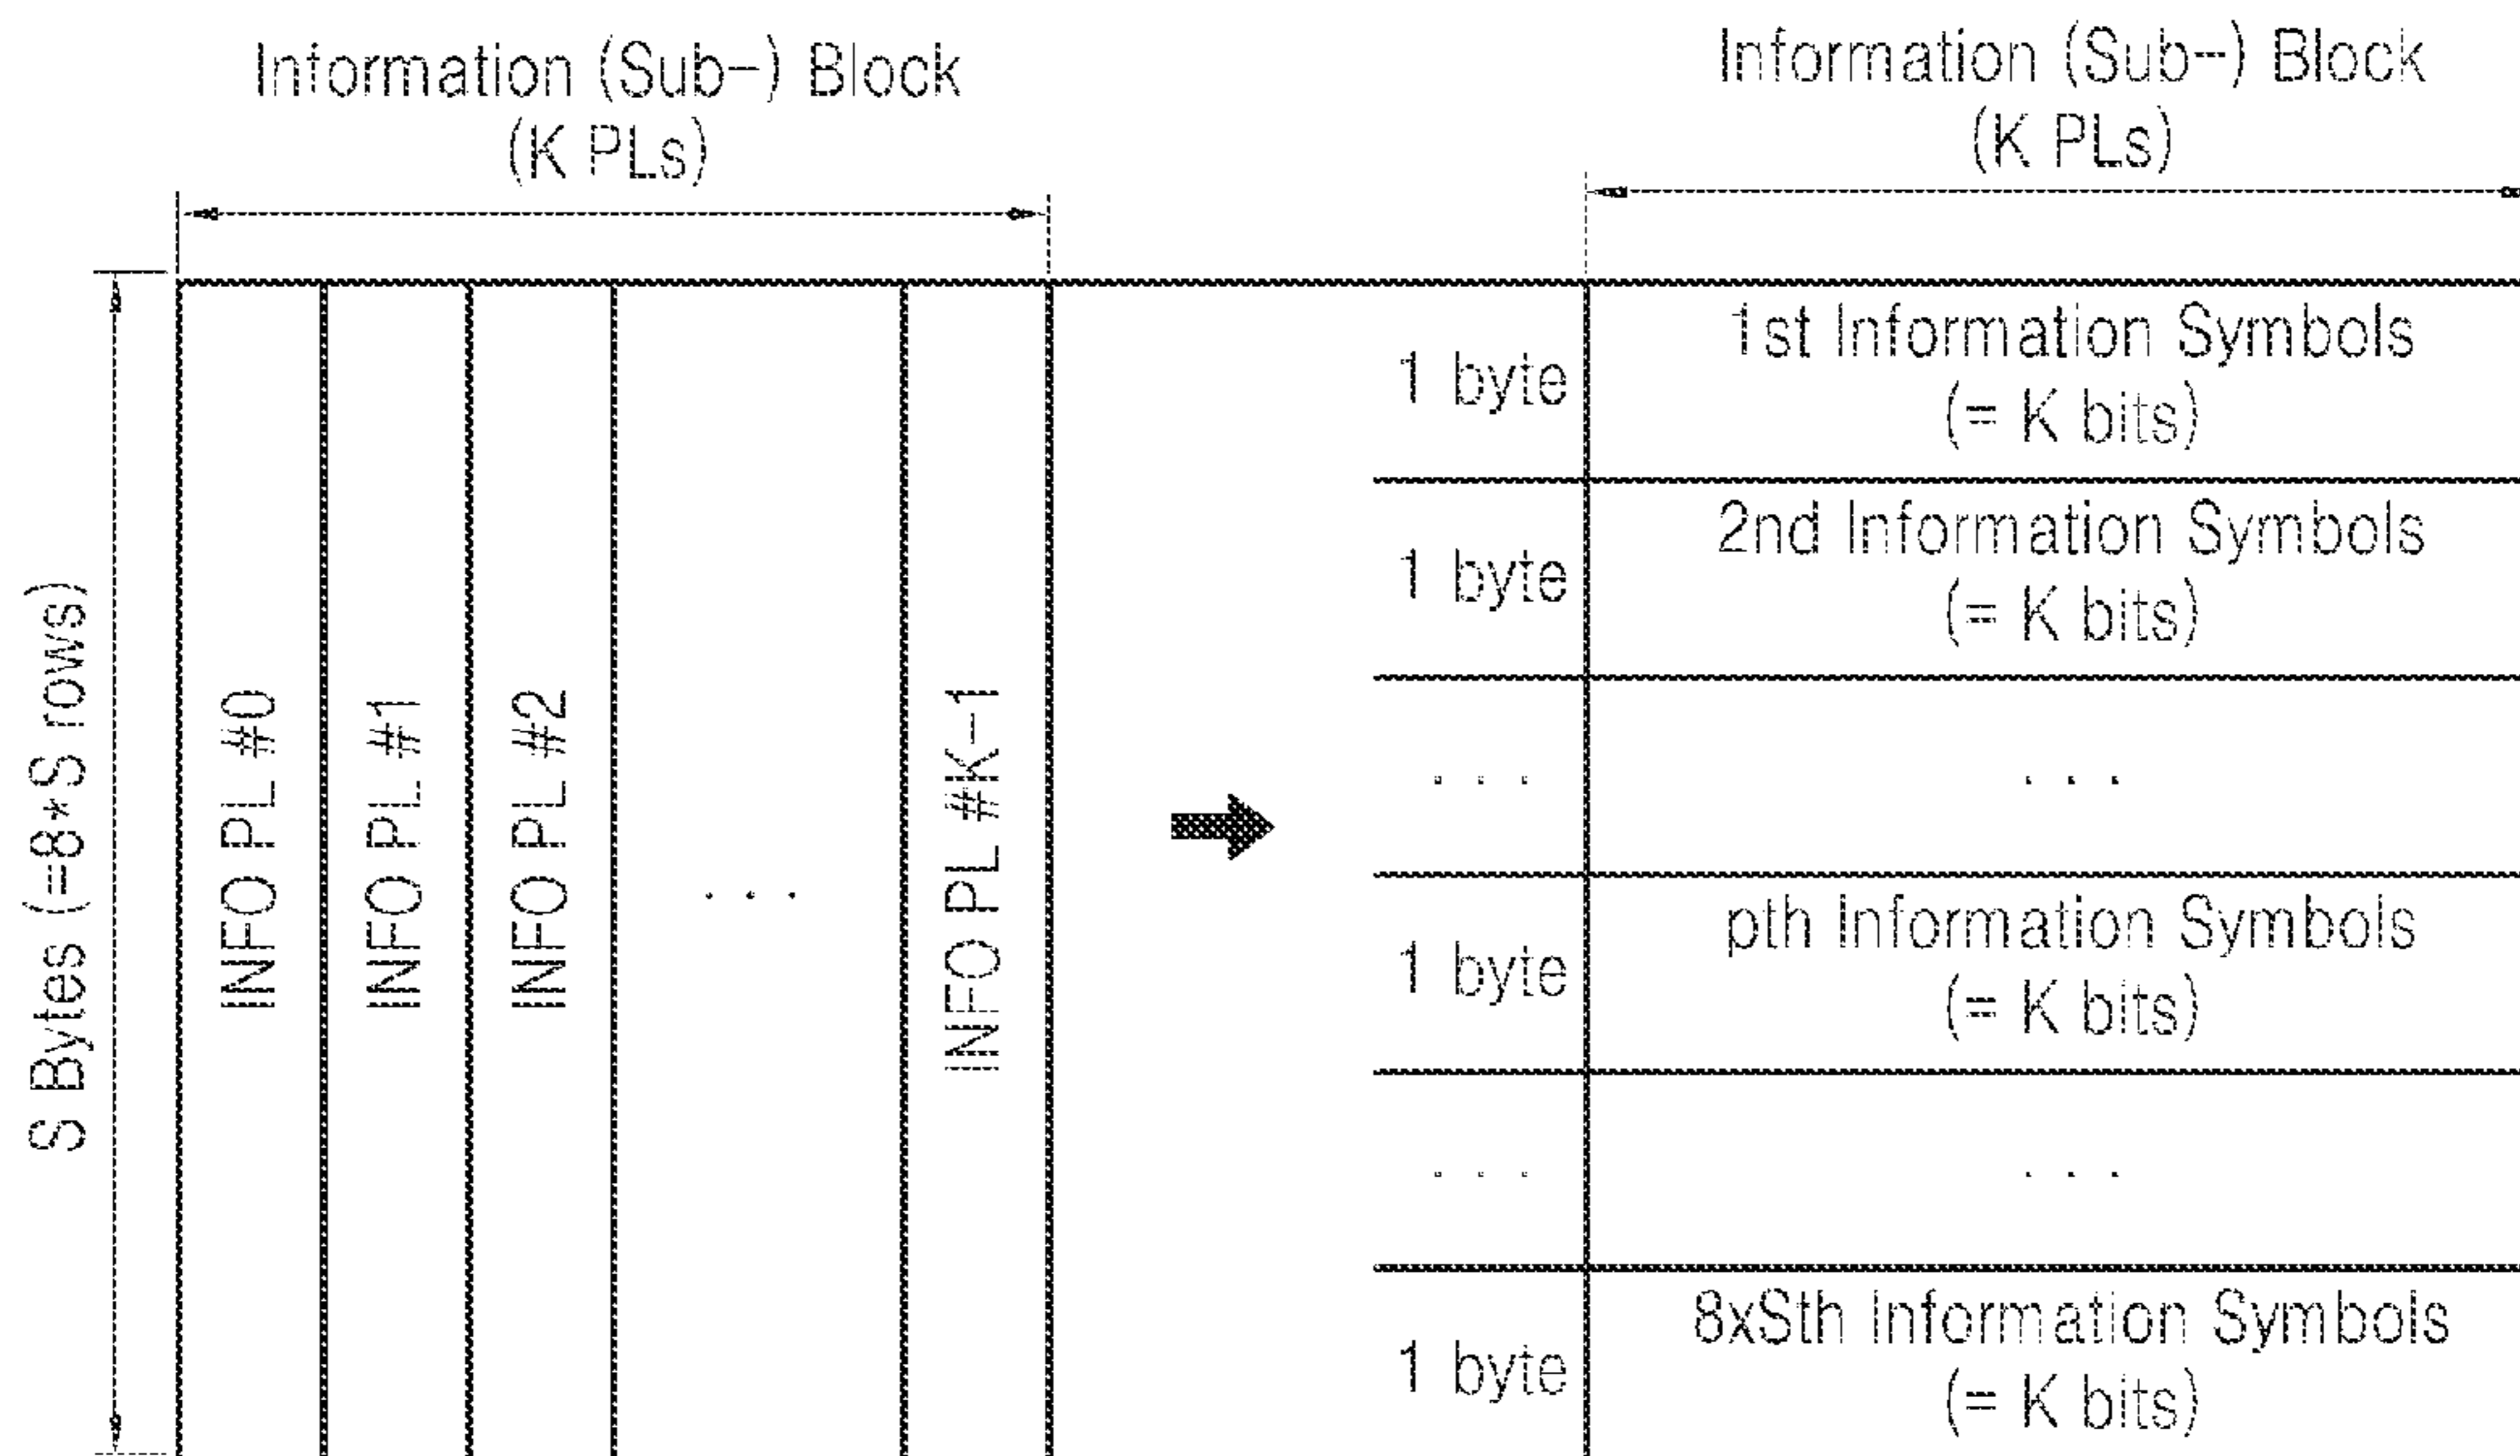 Information (Sub-) Block
(K PLs)
S Bytes (=8*S rows)
INFO PL #0
INFO PL #1
INFO PL #2
. . .
INFO PL #K-1
Information (Sub-) Block
(K PLs)
1 byte
1st Information Symbols
(= K bits)
1 byte
2nd Information Symbols
(= K bits)
. . .
. . .
1 byte
pth Information Symbols
(= K bits)
. . .
. . .
1 byte
8xSth Information Symbols
(= K bits)